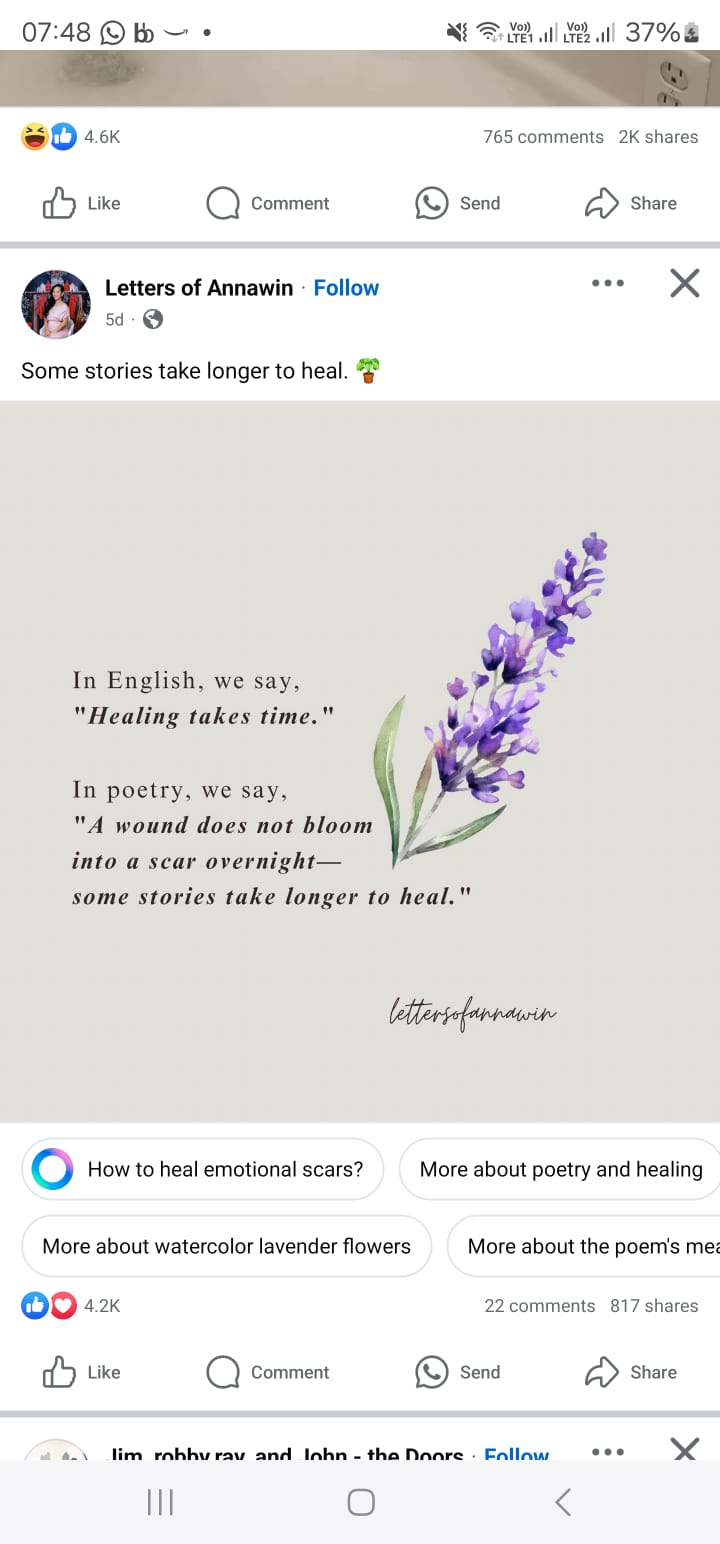 07:48
Vo)) LTE1 Vo)) LTE2 37%
4.6K 765 comments 2K shares
Like Comment Send Share
Letters of Annawin · Follow
5d ·
Some stories take longer to heal.
In English, we say,
"Healing takes time."
In poetry, we say,
"A wound does not bloom
into a scar overnight—
some stories take longer to heal."
lettersofannawin
How to heal emotional scars? More about poetry and healing
More about watercolor lavender flowers More about the poem's mea
4.2K 22 comments 817 shares
Like Comment Send Share
Jim, robby ray, and John - the Doors · Follow